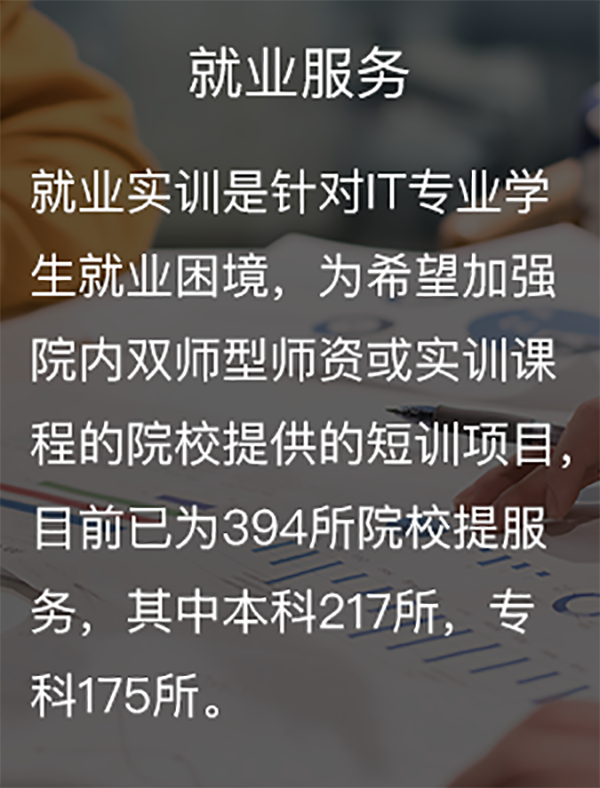 就业服务
就业实训是针对IT专业学
生就业困境，为希望加强
院内双师型师资或实训课
程的院校提供的短训项目，
目前已为394所院校提服
务，其中本科217所，专
科175所。